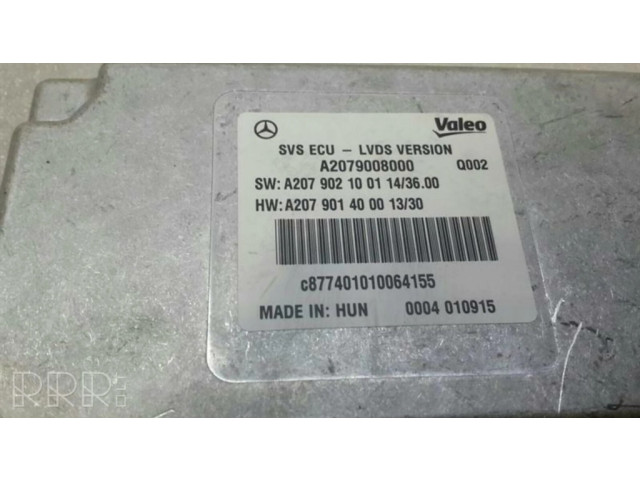 Valeo
SVS ECU - LVDS VERSION
A2079008000 Q002
SW: A207 902 10 01 14/36.00
HW: A207 901 40 00 13/30
c877401010064155
MADE IN: HUN 0004 010915
RRR.LT